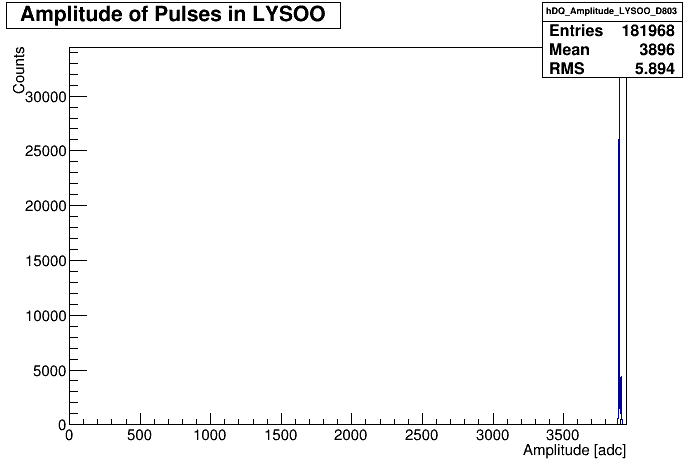 Amplitude of Pulses in LYSOO
hDQ_Amplitude_LYSOO_D803
Entries 181968
Mean 3896
RMS 5.894
Counts
30000
25000
20000
15000
10000
5000
0
0 500 1000 1500 2000 2500 3000 3500
Amplitude [adc]